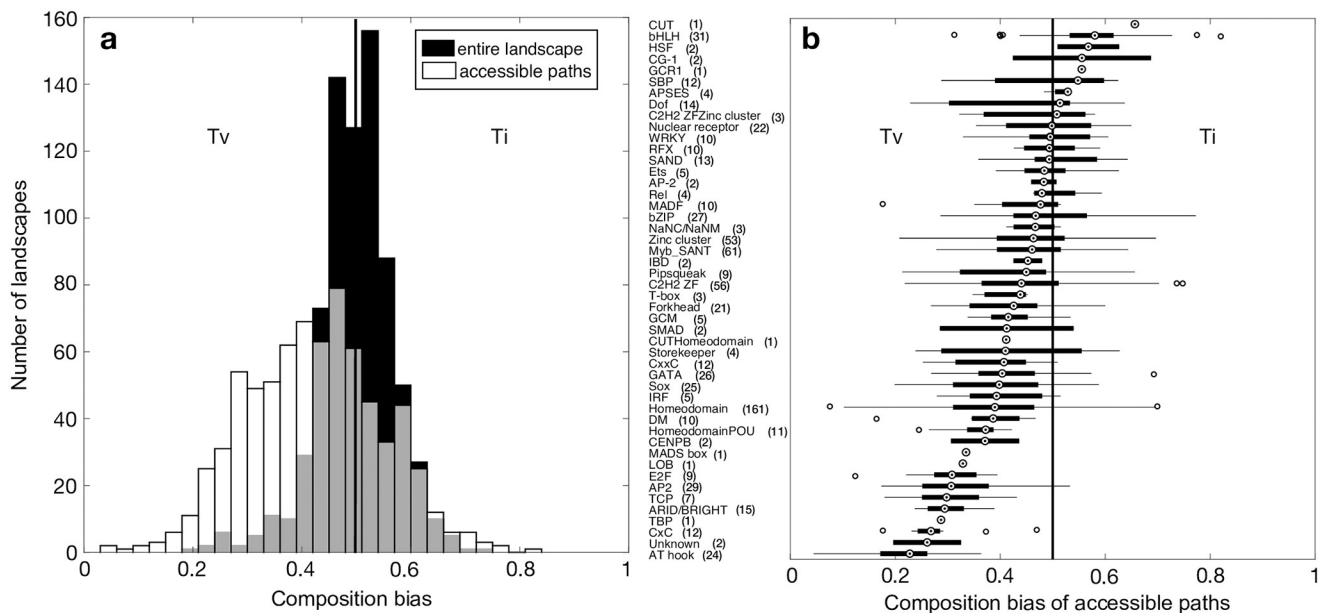 a
entire landscape
accessible paths
Tv
Ti
160
140
120
100
80
60
40
20
0
0
0.2
0.4
0.6
0.8
1
Number of landscapes
Composition bias
b
Tv
Ti
CUT (1)
bHLH (31)
HSF (2)
CG-1 (2)
GCR1 (1)
SBP (12)
APSES (4)
Dof (14)
C2H2 ZFZinc cluster (3)
Nuclear receptor (22)
WRKY (10)
RFX (10)
SAND (13)
Ets (5)
AP-2 (2)
Rel (4)
MADF (10)
bZIP (27)
NaNC/NaNM (3)
Zinc cluster (53)
Myb_SANT (61)
IBD (2)
Pipsqueak (9)
C2H2 ZF (56)
T-box (3)
Forkhead (21)
GCM (5)
SMAD (2)
CUTHomeodomain (1)
Storekeeper (4)
CxxC (12)
GATA (26)
Sox (25)
IRF (5)
Homeodomain (161)
DM (10)
HomeodomainPOU (11)
CENPB (2)
MADS box (1)
LOB (1)
E2F (9)
AP2 (29)
TCP (7)
ARID/BRIGHT (15)
TBP (1)
CxC (12)
Unknown (2)
AT hook (24)
0
0.2
0.4
0.6
0.8
1
Composition bias of accessible paths